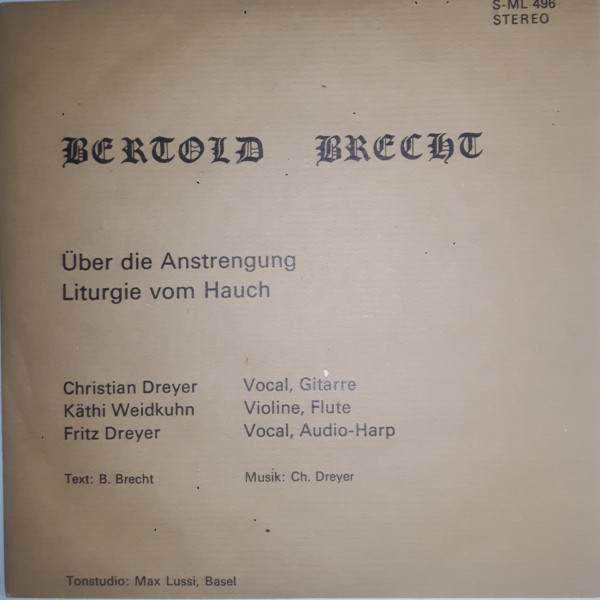 S-ML 496
STEREO
BERTOLD BRECHT
Über die Anstrengung
Liturgie vom Hauch
Christian Dreyer Vocal, Gitarre
Käthi Weidkuhn Violine, Flute
Fritz Dreyer Vocal, Audio-Harp
Text: B. Brecht Musik: Ch. Dreyer
Tonstudio: Max Lussi, Basel